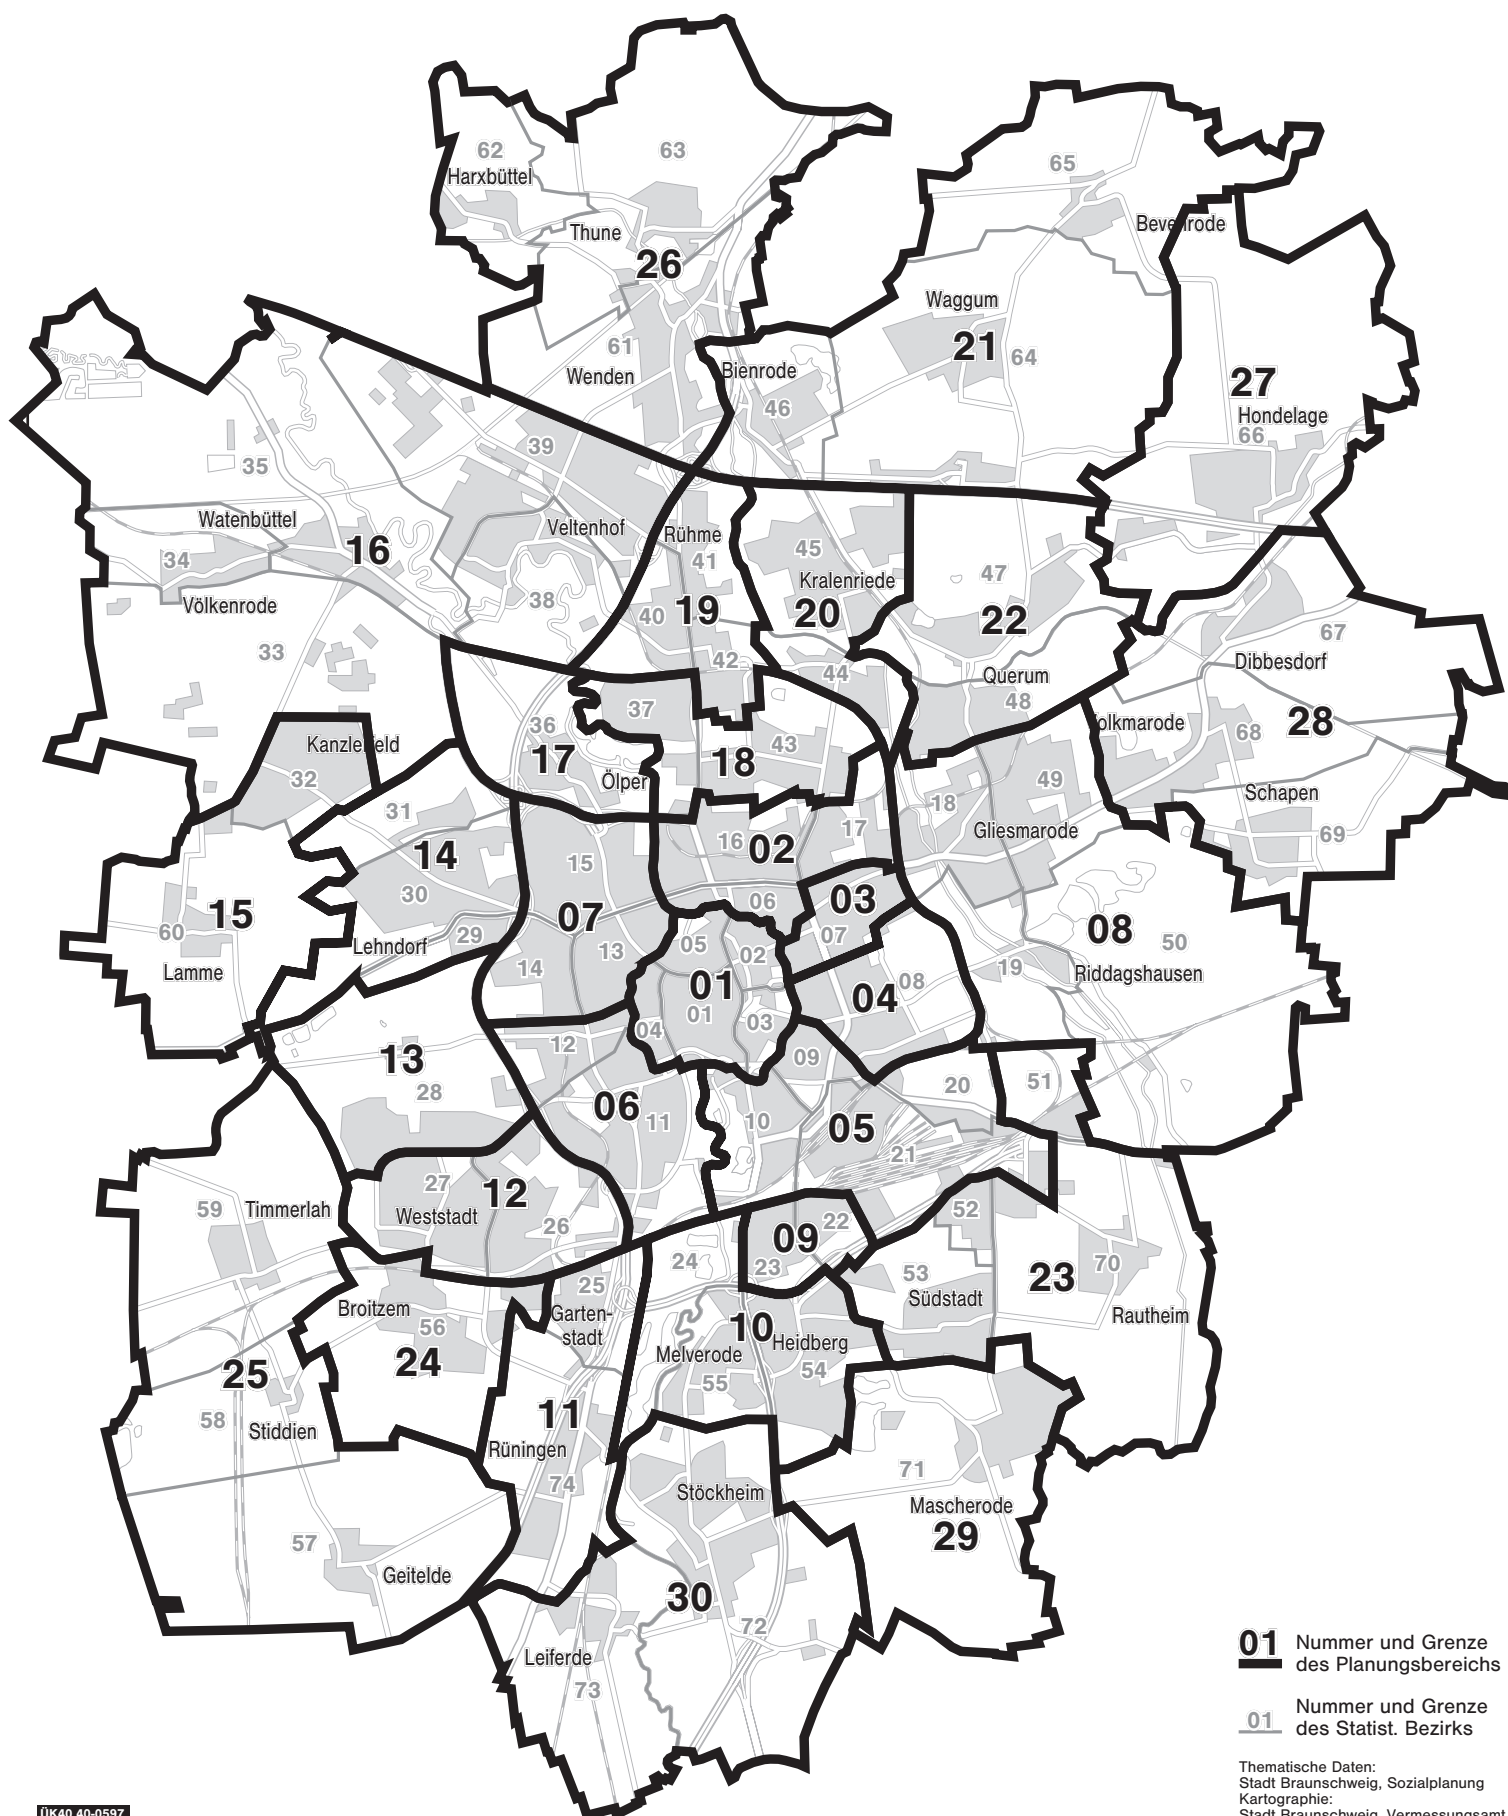 62
63
Harxbüttel
65
Thune
Bevenrode
26
Waggum
61
21
64
Wenden
Bienrode
27
46
Hondelage
66
39
35
Watenbüttel
Veltenhof
Rühme
16
45
34
41
Kralenriede
47
Völkenrode
38
40
19
20
22
67
33
42
44
Querum
Dibbesdorf
37
48
36
Kanzlerfeld
43
Volkmarode
28
68
17
18
32
Ölper
49
31
18
Schapen
16
02
17
Gliesmarode
69
14
15
30
03
06
15
07
08
60
29
05
07
50
Lehndorf
13
02
Lamme
14
19
Riddagshausen
01
04
08
01
03
04
12
13
09
28
20
51
06
11
10
05
21
27
12
59
Timmerlah
Weststadt
52
26
22
09
24
23
70
25
53
23
Broitzem
Garten-
stadt
Südstadt
Rautheim
56
10
Heidberg
Melverode
24
25
54
55
58
11
Stiddien
Rüningen
71
74
Stöckheim
Mascherode
29
57
Geitelde
30
72
Leiferde
73
01 Nummer und Grenze
des Planungsbereichs
01 Nummer und Grenze
des Statist. Bezirks
Thematische Daten:
Stadt Braunschweig, Sozialplanung
Kartographie:
Stadt Braunschweig, Vermessungsamt
ÜK40 40-0597